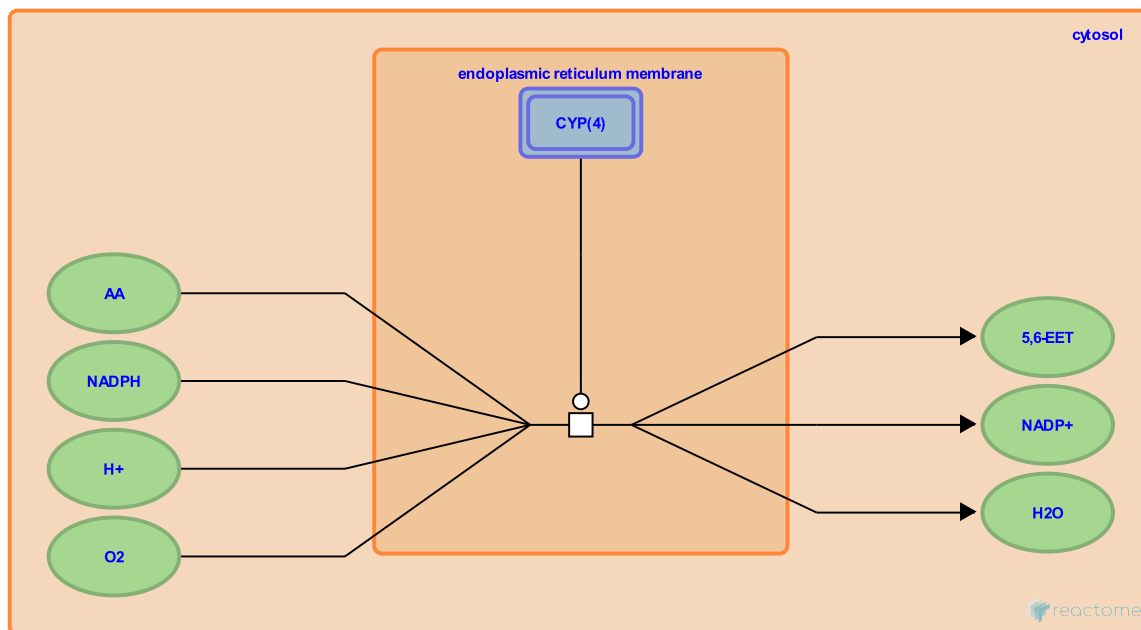 cytosol
endoplasmic reticulum membrane
CYP(4)
AA
NADPH
H+
O2
5,6-EET
NADP+
H2O
reactome